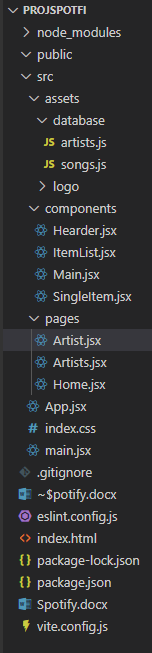 PROJSPOTFI
node_modules
public
src
assets
database
JS artists.js
JS songs.js
logo
components
Hearder.jsx
ItemList.jsx
Main.jsx
SingleItem.jsx
pages
Artist.jsx
Artists.jsx
Home.jsx
App.jsx
# index.css
main.jsx
.gitignore
~$potify.docx
eslint.config.js
<> index.html
{} package-lock.json
{} package.json
Spotify.docx
vite.config.js